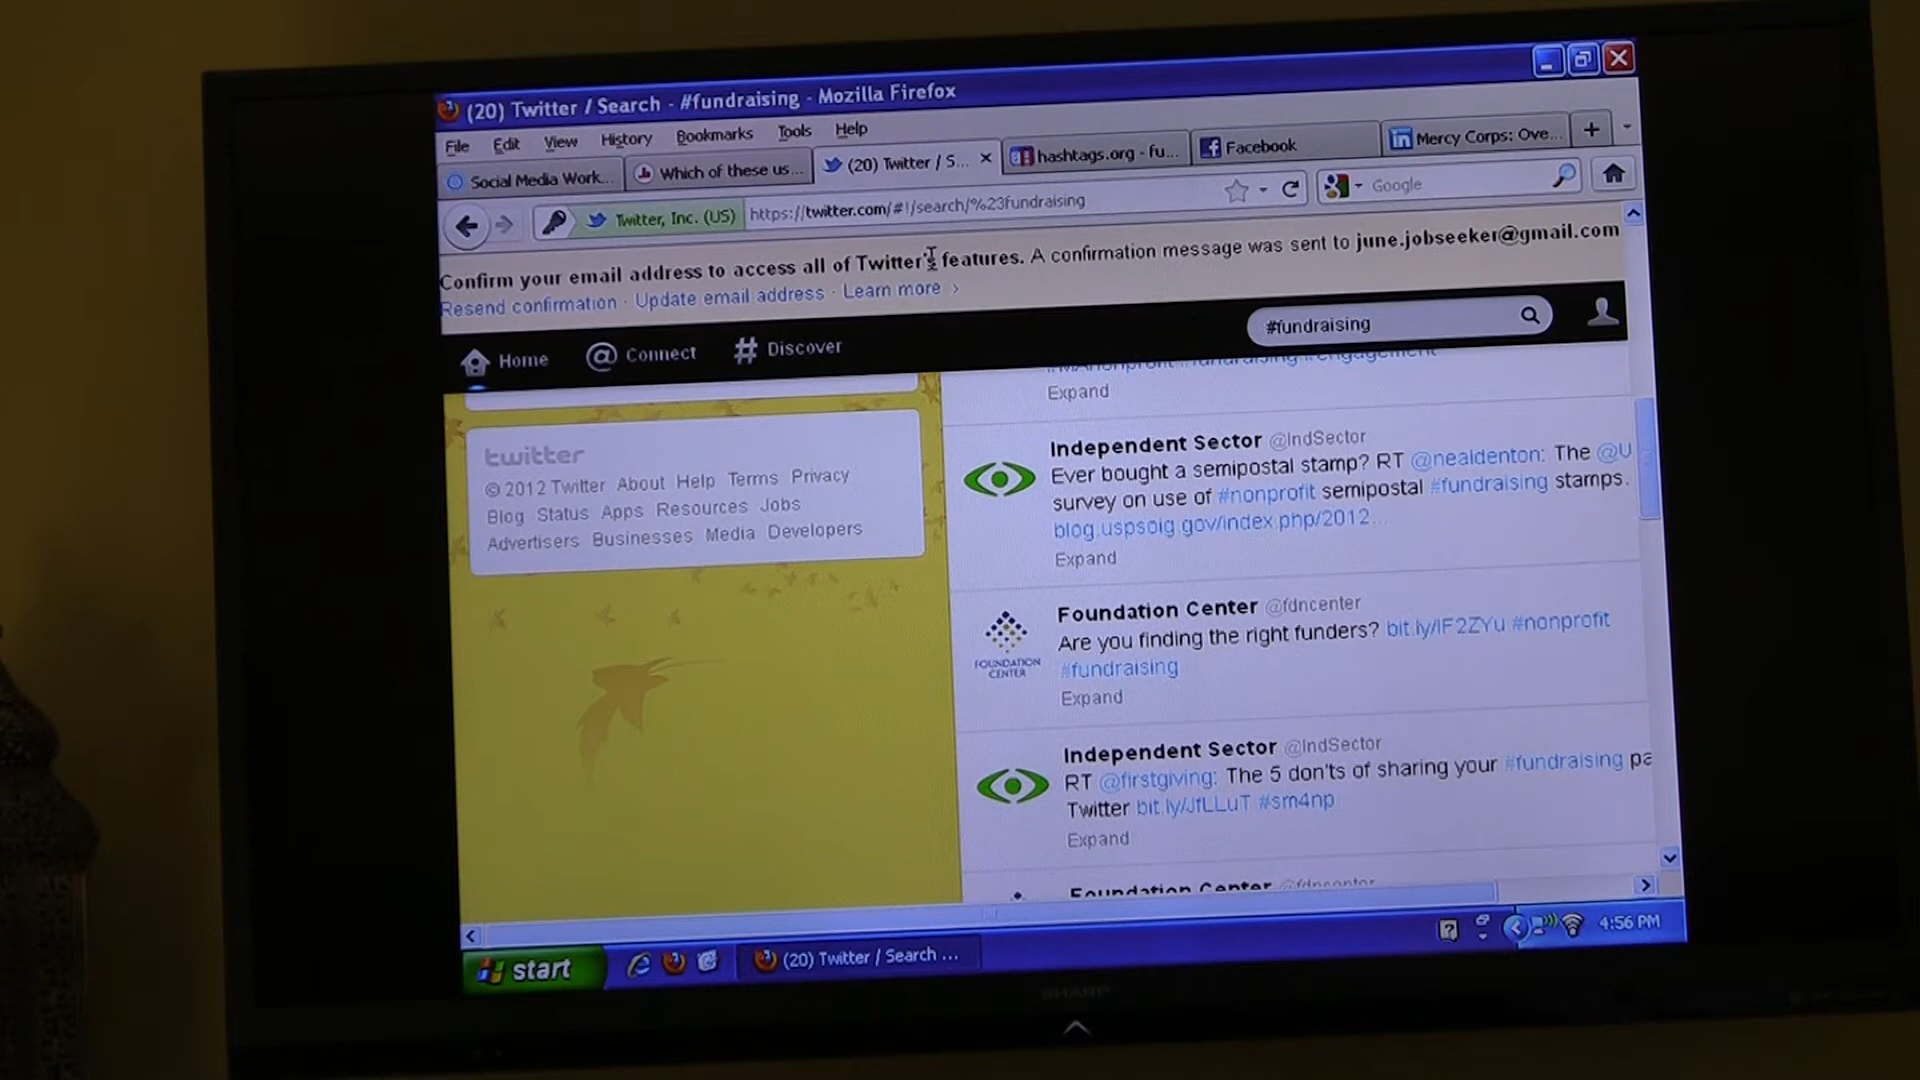 (20) Twitter / Search - #fundraising - Mozilla Firefox
File Edit View History Bookmarks Tools Help
Social Media Work... Which of these us... (20) Twitter / S... hashtags.org - fu... Facebook Mercy Corps: Ove...
Twitter, Inc. (US) https://twitter.com/#!/search/%23fundraising Google
Confirm your email address to access all of Twitter's features. A confirmation message was sent to june.jobseeker@gmail.com
Resend confirmation · Update email address · Learn more ›
Home @ Connect # Discover #fundraising
#fundraising #engagement
Expand
twitter
© 2012 Twitter About Help Terms Privacy
Blog Status Apps Resources Jobs
Advertisers Businesses Media Developers
Independent Sector @IndSector
Ever bought a semipostal stamp? RT @nealdenton: The @U
survey on use of #nonprofit semipostal #fundraising stamps.
blog.uspsoig.gov/index.php/2012...
Expand
FOUNDATION
CENTER
Foundation Center @fdncenter
Are you finding the right funders? bit.ly/IF2ZYu #nonprofit
#fundraising
Expand
Independent Sector @IndSector
RT @firstgiving: The 5 don'ts of sharing your #fundraising pa
Twitter bit.ly/JfLLuT #sm4np
Expand
Foundation Center @fdncenter
start (20) Twitter / Search ... 4:56 PM
SHARP